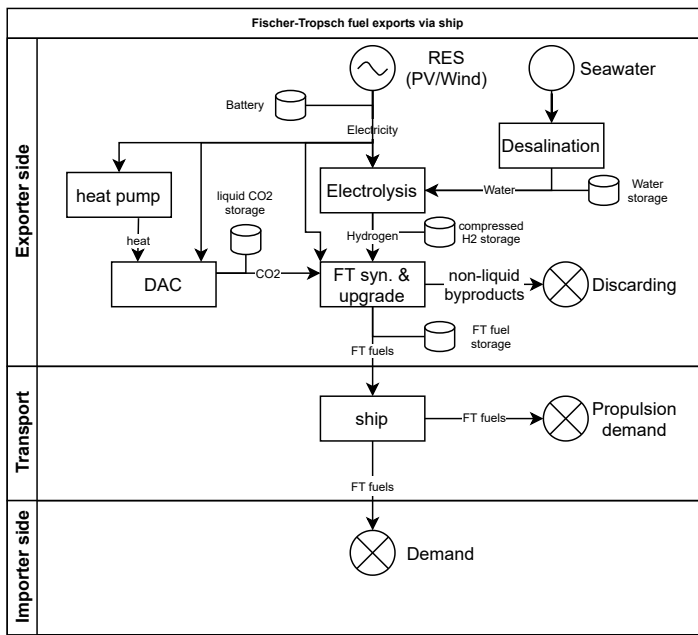 Fischer-Tropsch fuel exports via ship
Exporter side
RES
(PV/Wind)
Seawater
Battery
Electricity
Desalination
heat pump
Electrolysis
Water
Water
storage
liquid CO2
storage
heat
Hydrogen
compressed
H2 storage
DAC
CO2
FT syn. &
upgrade
non-liquid
byproducts
Discarding
FT fuel
storage
FT fuels
Transport
ship
FT fuels
Propulsion
demand
FT fuels
Importer side
Demand